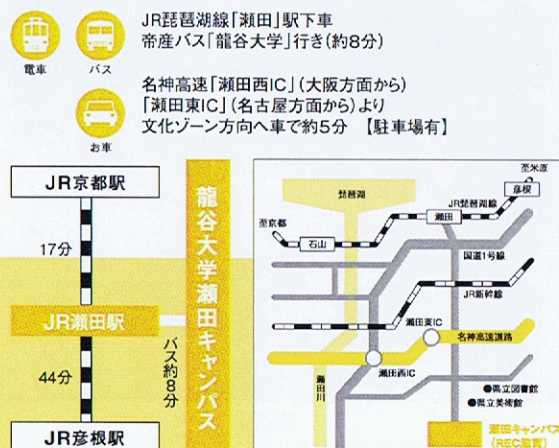 JR琵琶湖線「瀬田」駅下車
帝産バス「龍谷大学」行き(約8分)
電車
バス
名神高速「瀬田西IC」(大阪方面から)
「瀬田東IC」(名古屋方面から)より
文化ゾーン方向へ車で約5分 【駐車場有】
お車
JR京都駅
17分
JR瀬田駅
44分
JR彦根駅
バス約8分
龍谷大学瀬田キャンパス
至米原
彦根
琵琶湖
JR琵琶湖線
瀬田
至京都
石山
国道1号線
JR新幹線
瀬田東IC
名神高速道路
瀬田西IC
瀬田川
●県立図書館
●県立美術館
瀬田キャンパス